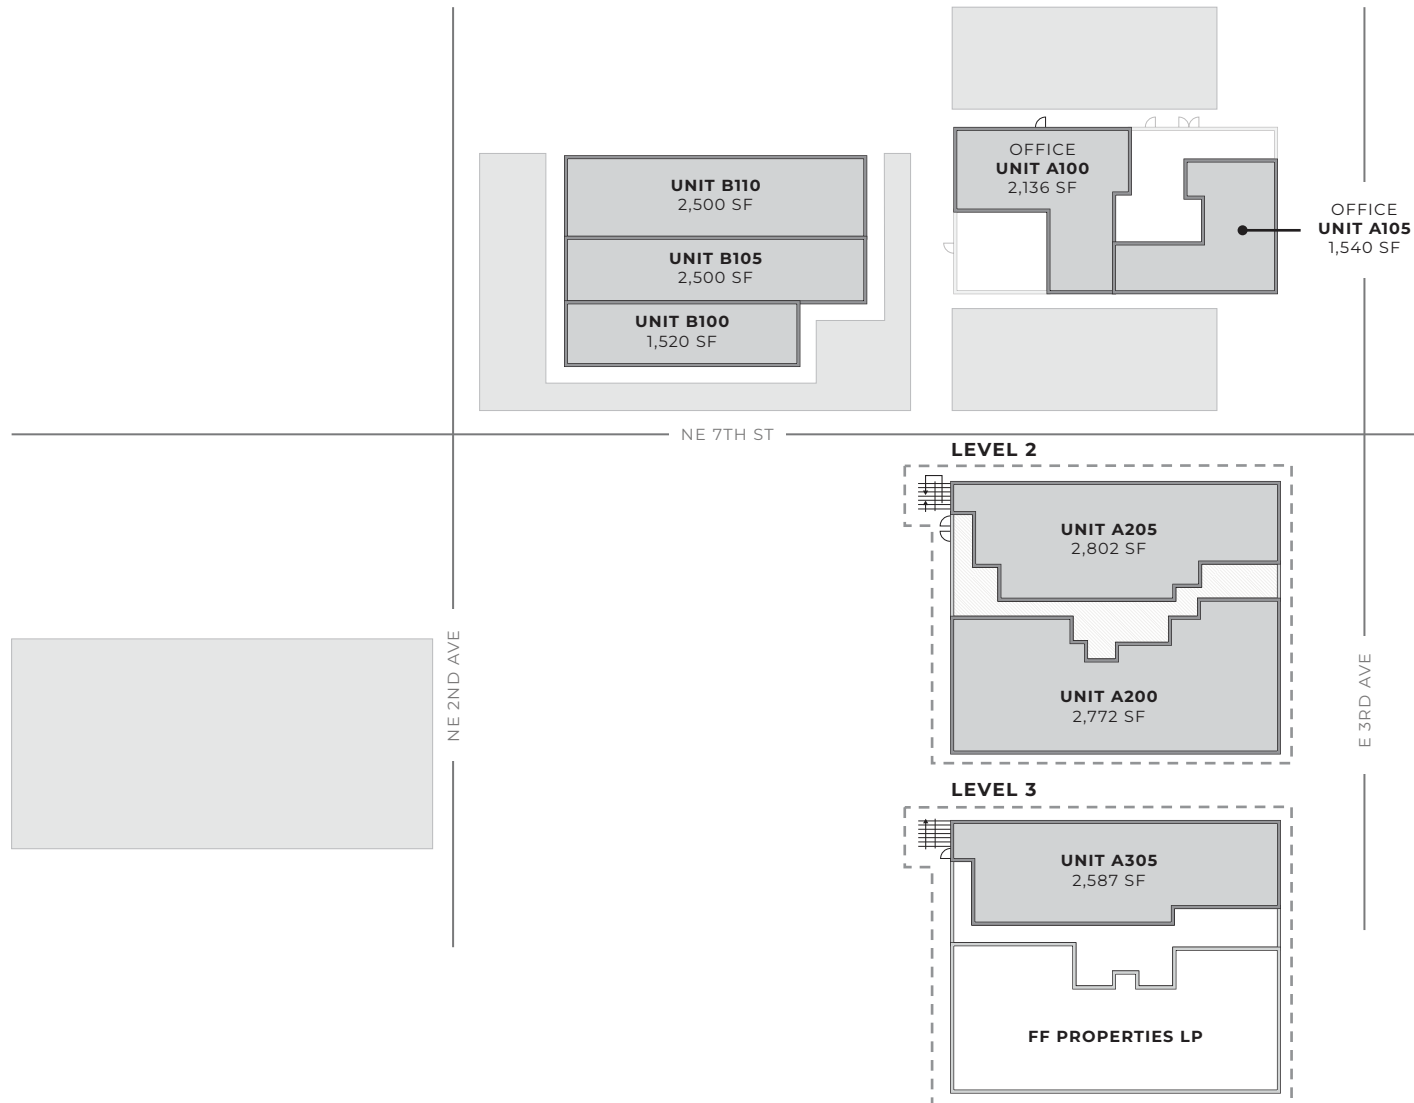 OFFICE
UNIT A100
2,136 SF
OFFICE
UNIT A105
1,540 SF
UNIT B110
2,500 SF
UNIT B105
2,500 SF
UNIT B100
1,520 SF
NE 7TH ST
LEVEL 2
UNIT A205
2,802 SF
UNIT A200
2,772 SF
NE 2ND AVE
E 3RD AVE
LEVEL 3
UNIT A305
2,587 SF
FF PROPERTIES LP